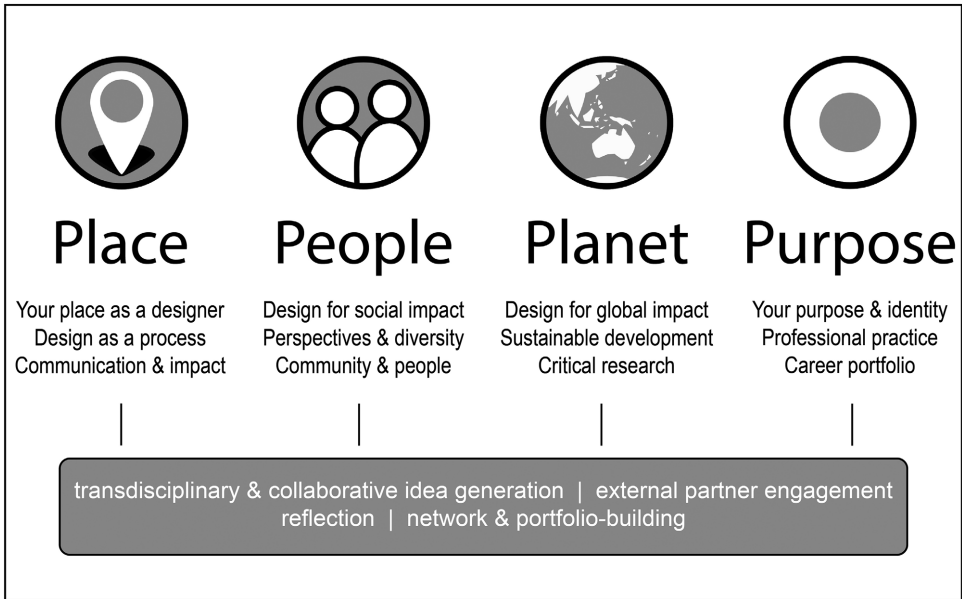 Place
Your place as a designer
Design as a process
Communication & impact
People
Design for social impact
Perspectives & diversity
Community & people
Planet
Design for global impact
Sustainable development
Critical research
Purpose
Your purpose & identity
Professional practice
Career portfolio
transdisciplinary & collaborative idea generation | external partner engagement
reflection | network & portfolio-building